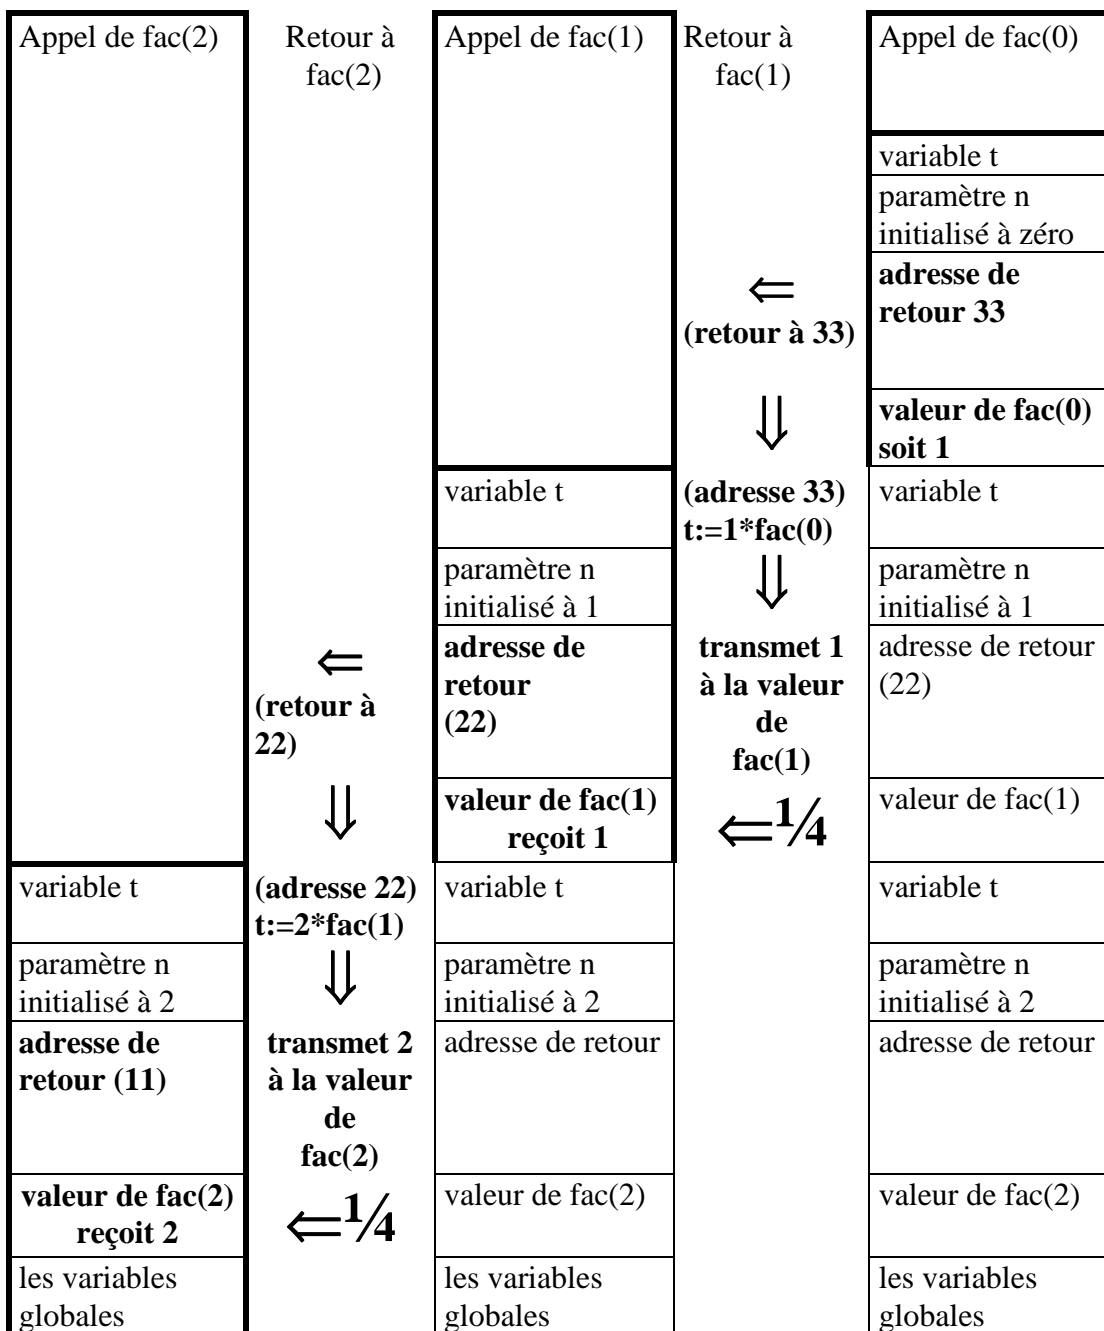 Appel de fac(2)
Retour à
fac(2)
Appel de fac(1)
Retour à
fac(1)
Appel de fac(0)
variable t
paramètre n
initialisé à zéro
⇐
(retour à 33)
adresse de
retour 33
⇓
valeur de fac(0)
soit 1
variable t
(adresse 33)
t:=1*fac(0)
variable t
paramètre n
initialisé à 1
⇓
paramètre n
initialisé à 1
⇐
(retour à
22)
adresse de
retour
(22)
transmet 1
à la valeur
de
fac(1)
adresse de retour
(22)
⇓
valeur de fac(1)
reçoit 1
⇐¼
valeur de fac(1)
variable t
(adresse 22)
t:=2*fac(1)
variable t
variable t
paramètre n
initialisé à 2
⇓
paramètre n
initialisé à 2
paramètre n
initialisé à 2
adresse de
retour (11)
transmet 2
à la valeur
de
fac(2)
adresse de retour
adresse de retour
valeur de fac(2)
reçoit 2
⇐¼
valeur de fac(2)
valeur de fac(2)
les variables
globales
les variables
globales
les variables
globales